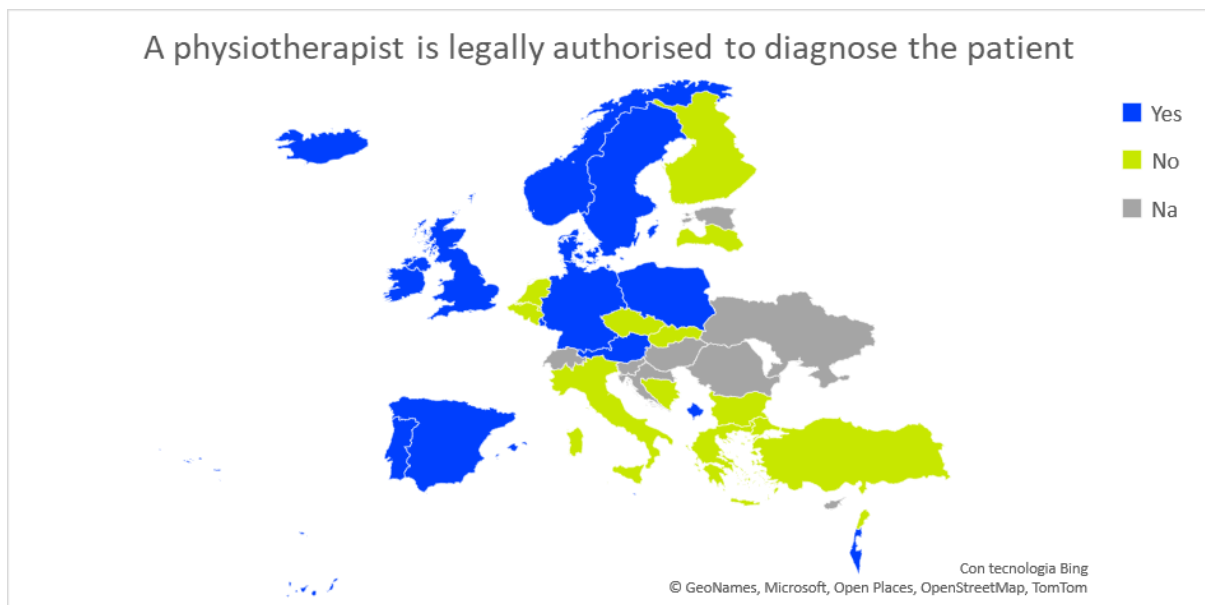 A physiotherapist is legally authorised to diagnose the patient
Yes
No
Na
Con tecnologia Bing
© GeoNames, Microsoft, Open Places, OpenStreetMap, TomTom